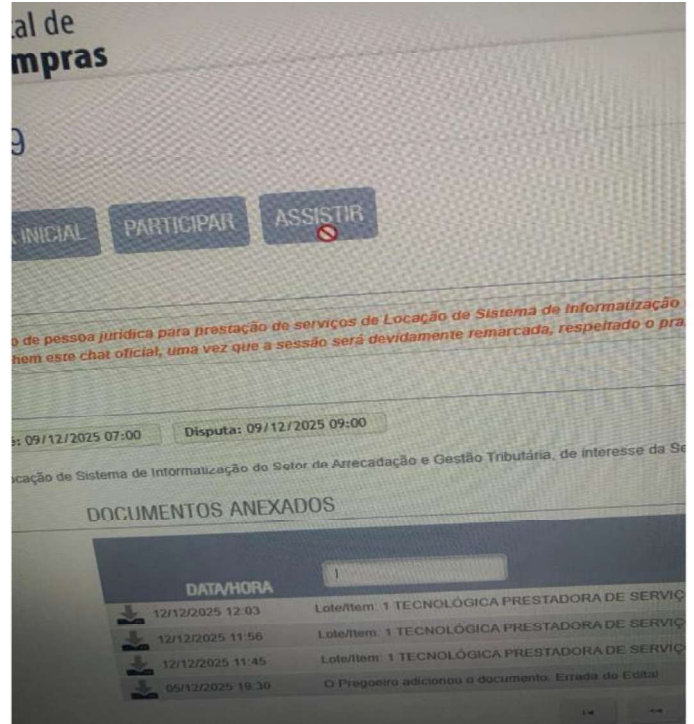 al de
mpras
9
INICIAL
PARTICIPAR
ASSISTIR
o de pessoa jurídica para prestação de serviços de Locação de Sistema de Informatização
hem este chat oficial, uma vez que a sessão será devidamente remarcada, respeitado o pra
: 09/12/2025 07:00
Disputa: 09/12/2025 09:00
cação de Sistema de Informatização do Setor de Arrecadação e Gestão Tributária, de interesse da Se
DOCUMENTOS ANEXADOS
DATA/HORA
12/12/2025 12:03 Lote/Item: 1 TECNOLÓGICA PRESTADORA DE SERVIÇ
12/12/2025 11:56 Lote/Item: 1 TECNOLÓGICA PRESTADORA DE SERVIÇ
12/12/2025 11:45 Lote/Item: 1 TECNOLÓGICA PRESTADORA DE SERVIÇ
05/12/2025 19:30 O Pregoeiro adicionou o documento: Errada do Edital